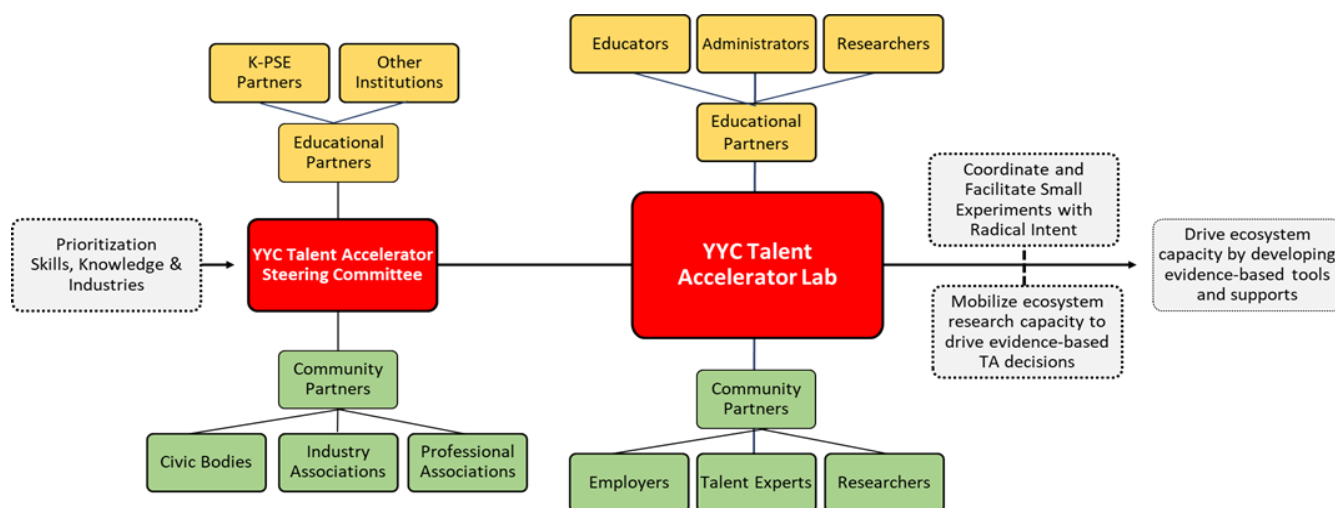 K-PSE
Partners
Other
Institutions
Educational
Partners
Prioritization
Skills, Knowledge &
Industries
YYC Talent Accelerator
Steering Committee
Community
Partners
Civic Bodies
Industry
Associations
Professional
Associations
Educators
Administrators
Researchers
Educational
Partners
YYC Talent
Accelerator Lab
Community
Partners
Employers
Talent Experts
Researchers
Coordinate and
Facilitate Small
Experiments with
Radical Intent
Mobilize ecosystem
research capacity to
drive evidence-based
TA decisions
Drive ecosystem
capacity by developing
evidence-based tools
and supports